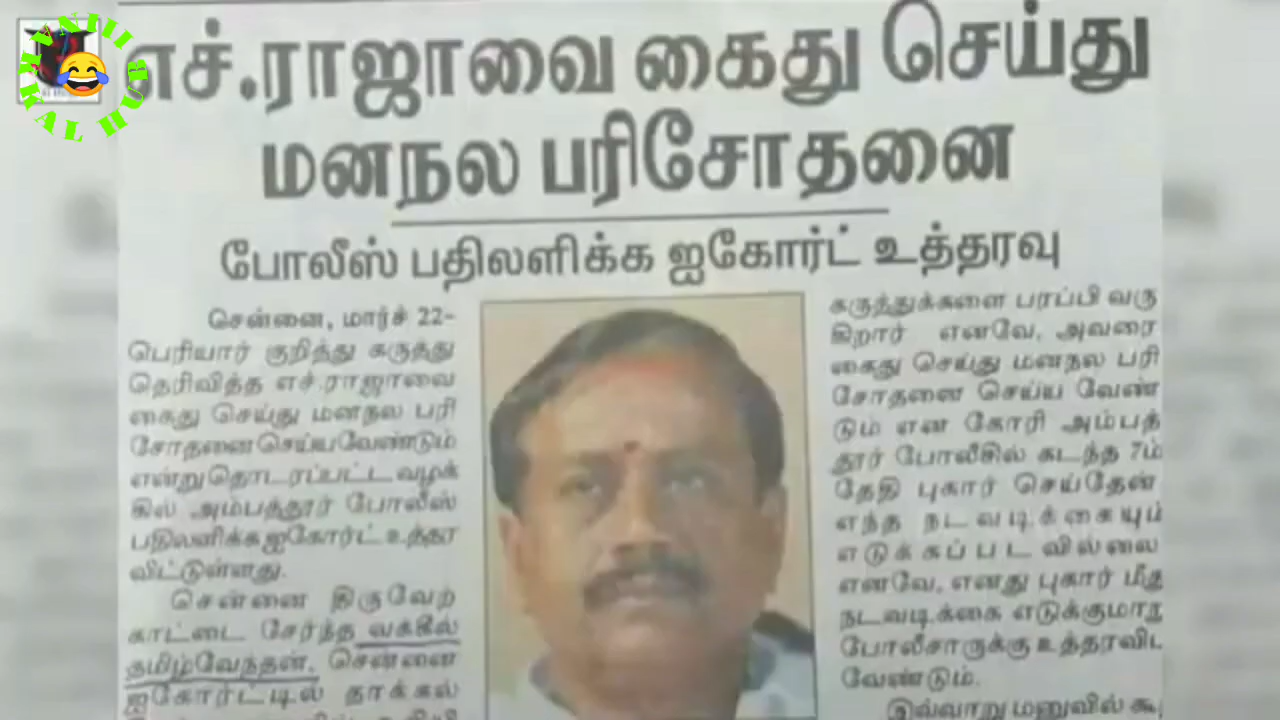 எச்.ராஜாவை கைது செய்து
மனநல பரிசோதனை
போலீஸ் பதிலளிக்க ஐகோர்ட் உத்தரவு
சென்னை, மார்ச் 22-
பெரியார் குறித்து கருத்து
தெரிவித்த எச்.ராஜாவை
கைது செய்து மனநல பரி
சோதனை செய்யவேண்டும்
என்று தொடரப்பட்ட வழக்
கில் அம்பத்தூர் போலீஸ்
பதிலளிக்க ஐகோர்ட் உத்தர
விட்டுள்ளது.
சென்னை திருவேற்
காட்டை சேர்ந்த வக்கீல்
தமிழ்வேந்தன், சென்னை
ஐகோர்ட்டில் தாக்கல்
கருத்துக்களை பரப்பி வரு
கிறார் எனவே, அவரை
கைது செய்து மனநல பரி
சோதனை செய்ய வேண்
டும் என கோரி அம்பத்
தூர் போலீசில் கடந்த 7ம்
தேதி புகார் செய்தேன்.
எந்த நடவடிக்கையும்
எடுக்கப்படவில்லை
எனவே, எனது புகார் மீது
நடவடிக்கை எடுக்குமாறு
போலீசாருக்கு உத்தரவிட
வேண்டும்.
இவ்வாறு மனுவில் கூ